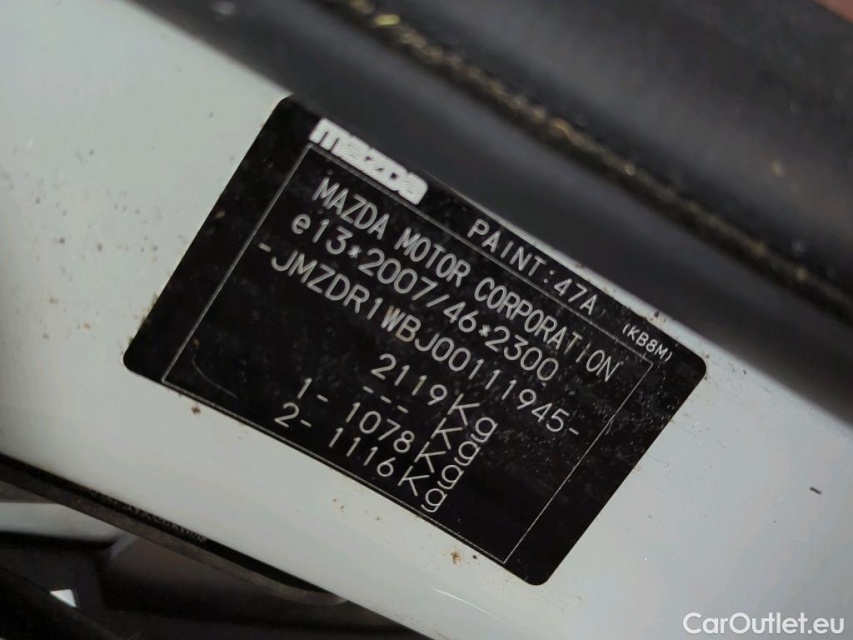 mazda
PAINT:47A (KB8M)
MAZDA MOTOR CORPORATION
e13*2007/46*2300
-JMZDR1WBJ00111945-
2119Kg
--- Kg
1- 1078Kg
2- 1116Kg
CarOutlet.eu